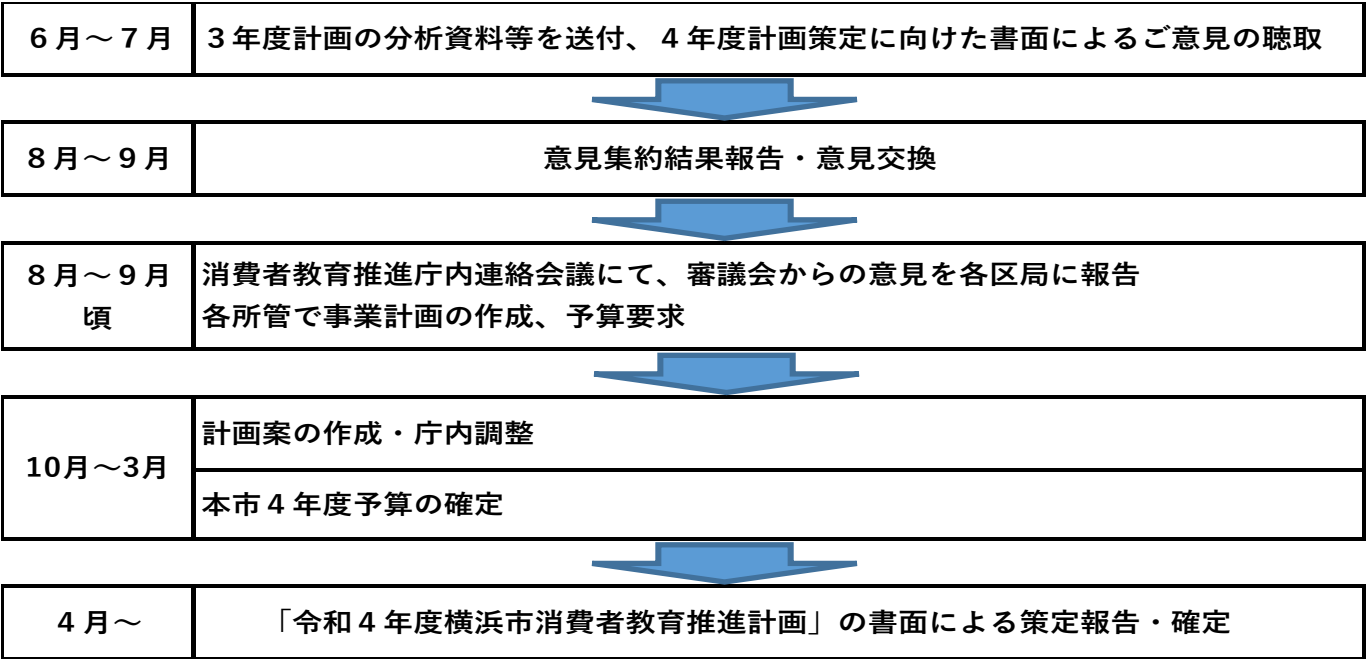 ６月～７月
３年度計画の分析資料等を送付、４年度計画策定に向けた書面によるご意見の聴取
８月～９月
意見集約結果報告・意見交換
８月～９月
頃
消費者教育推進庁内連絡会議にて、審議会からの意見を各区局に報告
各所管で事業計画の作成、予算要求
10月～3月
計画案の作成・庁内調整
本市４年度予算の確定
４月～
「令和４年度横浜市消費者教育推進計画」の書面による策定報告・確定